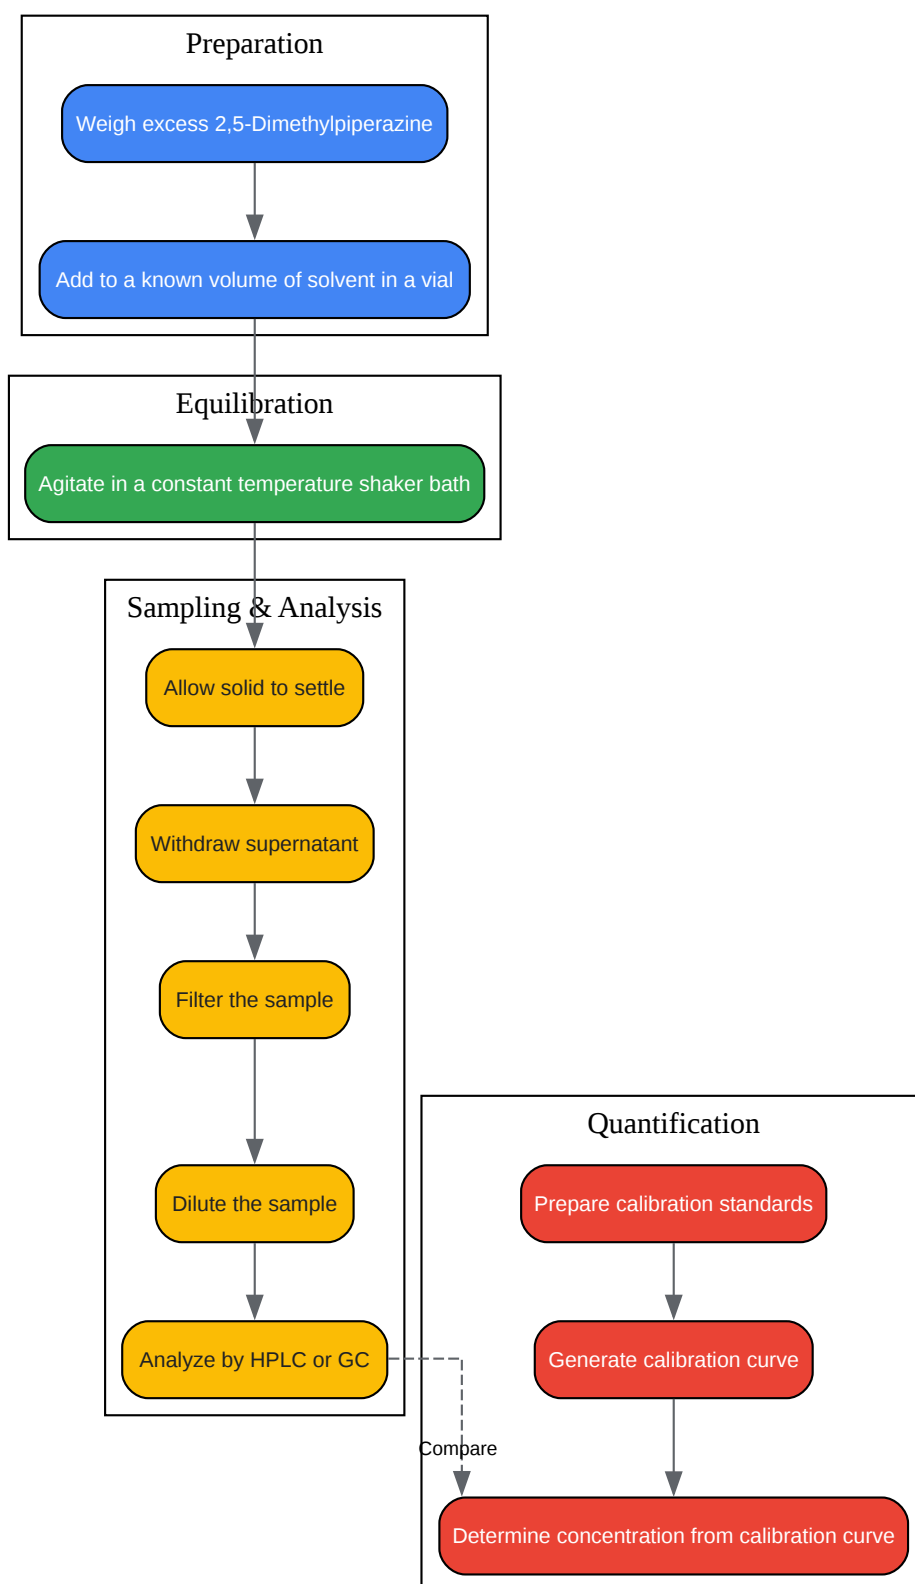 Preparation
Weigh excess 2,5-Dimethylpiperazine
Add to a known volume of solvent in a vial
Equilibration
Agitate in a constant temperature shaker bath
Sampling & Analysis
Allow solid to settle
Withdraw supernatant
Filter the sample
Dilute the sample
Analyze by HPLC or GC
Quantification
Prepare calibration standards
Generate calibration curve
Compare
Determine concentration from calibration curve